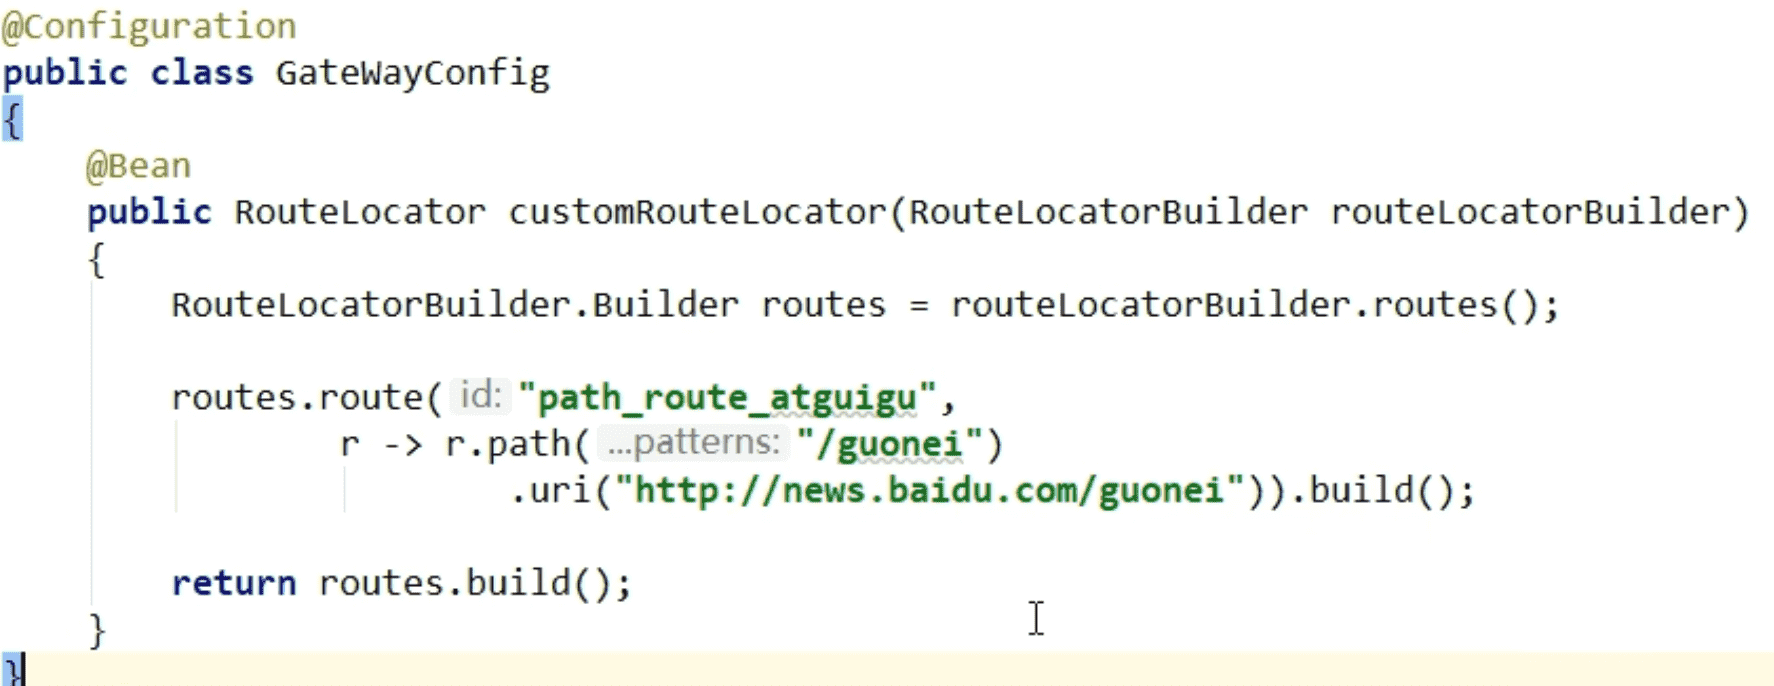 @Configuration
public class GateWayConfig
{
    @Bean
    public RouteLocator customRouteLocator(RouteLocatorBuilder routeLocatorBuilder)
    {
        RouteLocatorBuilder.Builder routes = routeLocatorBuilder.routes();
        routes.route( id: "path_route_atguigu",
                r -> r.path( ...patterns: "/guonei")
                        .uri("http://news.baidu.com/guonei")).build();
        return routes.build();
    }
}